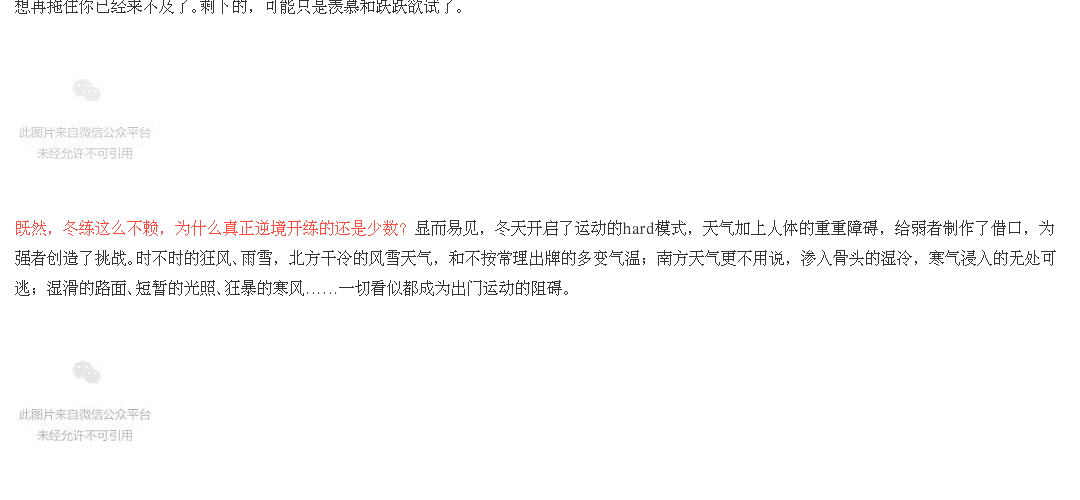 想再拖住你已经来不及了。剩下的，可能只是羡慕和跃跃欲试了。
此图片来自微信公众平台
未经允许不可引用
既然，冬练这么不赖，为什么真正逆境开练的还是少数？显而易见，冬天开启了运动的hard模式，天气加上人体的重重障碍，给弱者制作了借口，为
强者创造了挑战。时不时的狂风、雨雪，北方干冷的风雪天气，和不按常理出牌的多变气温；南方天气更不用说，渗入骨头的湿冷，寒气浸入的无处可
逃；湿滑的路面、短暂的光照、狂暴的寒风……一切看似都成为出门运动的阻碍。
此图片来自微信公众平台
未经允许不可引用